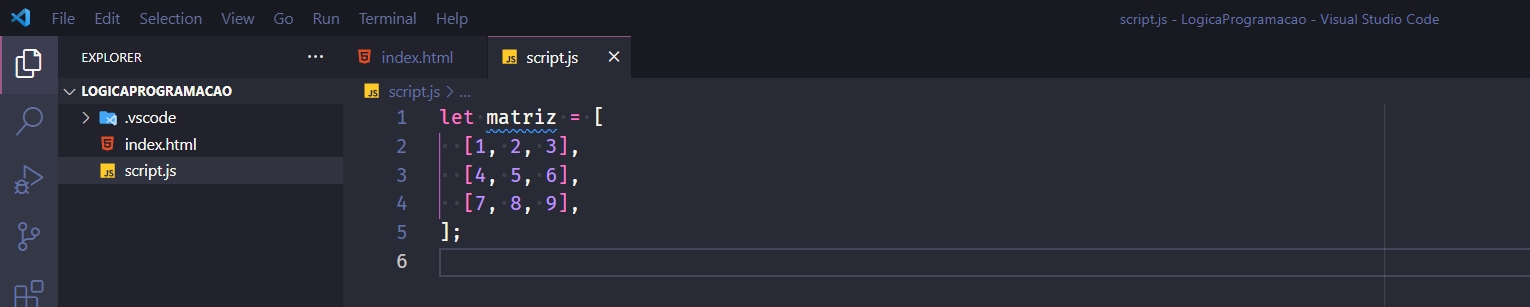 File Edit Selection View Go Run Terminal Help script.js - LogicaProgramacao - Visual Studio Code
EXPLORER ··· index.html JS script.js ×
LOGICAPROGRAMACAO JS script.js > ...
> .vscode
index.html
JS script.js
1 let matriz = [
2 [1, 2, 3],
3 [4, 5, 6],
4 [7, 8, 9],
5 ];
6